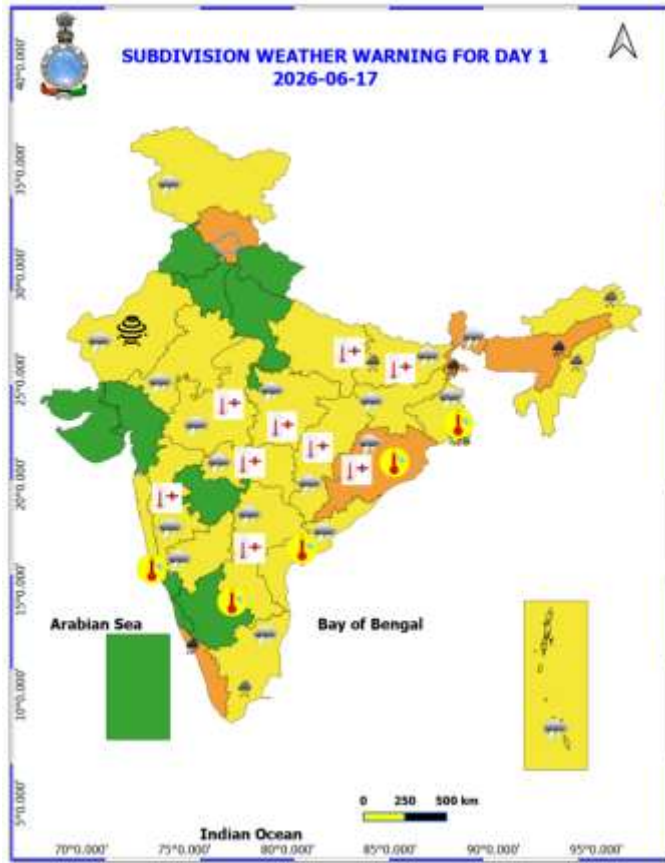 SUBDIVISION WEATHER WARNING FOR DAY 1
2026-06-17
40°0.000'
35°0.000'
30°0.000'
25°0.000'
20°0.000'
15°0.000'
10°0.000'
5°0.000'
Arabian Sea
Bay of Bengal
0 250 500 km
Indian Ocean
70°0.000' 75°0.000' 80°0.000' 85°0.000' 90°0.000' 95°0.000'